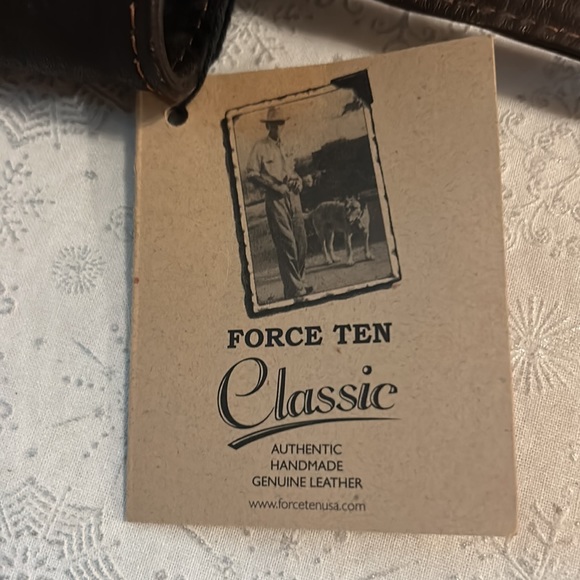 FORCE TEN
Classic
AUTHENTIC
HANDMADE
GENUINE LEATHER
www.forcetenusa.com